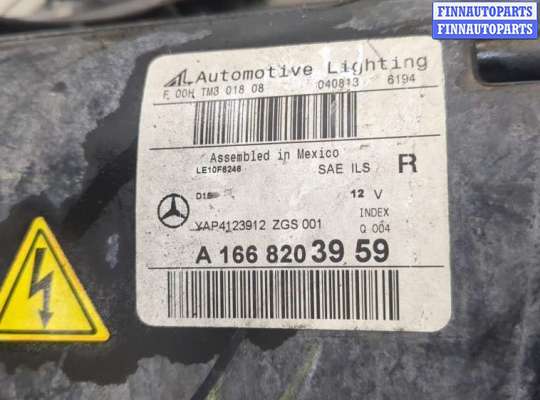 FINNAUTOPARTS
FINNAUTOPARTS
AL Automotive Lighting
F 00H TM3 018 08 040813 6194
Assembled in Mexico
LE10F6246 SAE ILS R
12 V
YAP4123912 ZGS 001 INDEX
Q 004
A 166 820 39 59